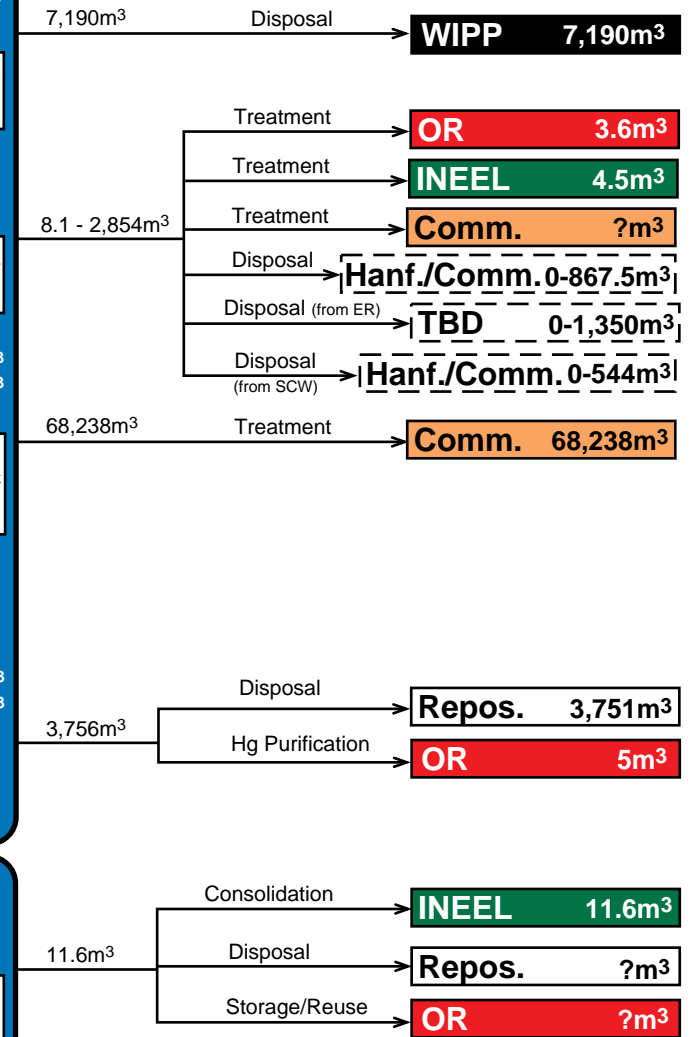 7,190m³ Disposal WIPP 7,190m³
Treatment OR 3.6m³
Treatment INEEL 4.5m³
8.1 - 2,854m³ Treatment Comm. ?m³
Disposal Hanf./Comm. 0-867.5m³
Disposal (from ER) TBD 0-1,350m³
Disposal Hanf./Comm. 0-544m³
(from SCW)
68,238m³ Treatment Comm. 68,238m³
Disposal Repos. 3,751m³
3,756m³ Hg Purification OR 5m³
Consolidation INEEL 11.6m³
11.6m³ Disposal Repos. ?m³
Storage/Reuse OR ?m³